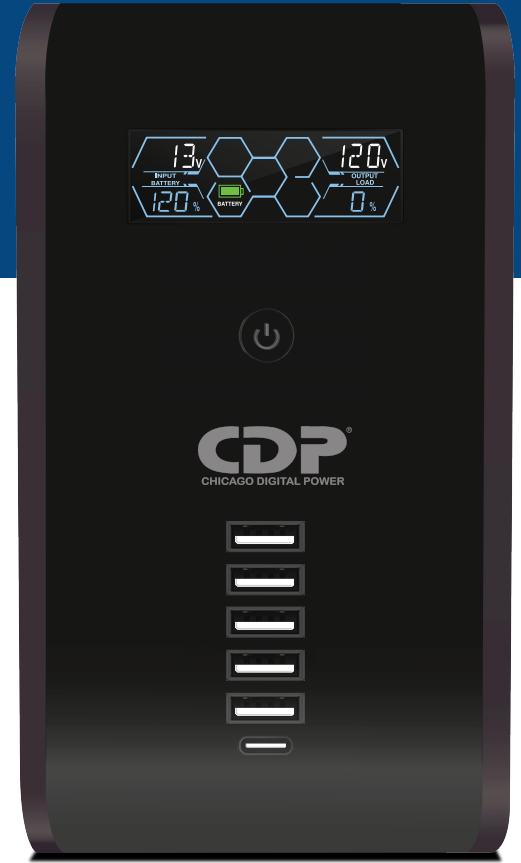 13v
120v
INPUT
BATTERY
OUTPUT
LOAD
120 %
BATTERY
0 %
CDP®
CHICAGO DIGITAL POWER